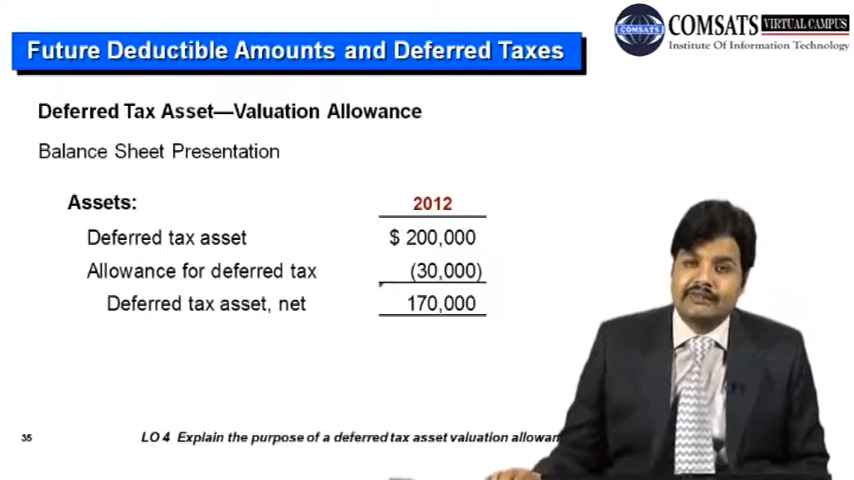 Future Deductible Amounts and Deferred Taxes
COMSATS VIRTUAL CAMPUS
Institute Of Information Technology
COMSATS
Deferred Tax Asset—Valuation Allowance
Balance Sheet Presentation
Assets: 2012
Deferred tax asset $ 200,000
Allowance for deferred tax (30,000)
Deferred tax asset, net 170,000
35 LO 4 Explain the purpose of a deferred tax asset valuation